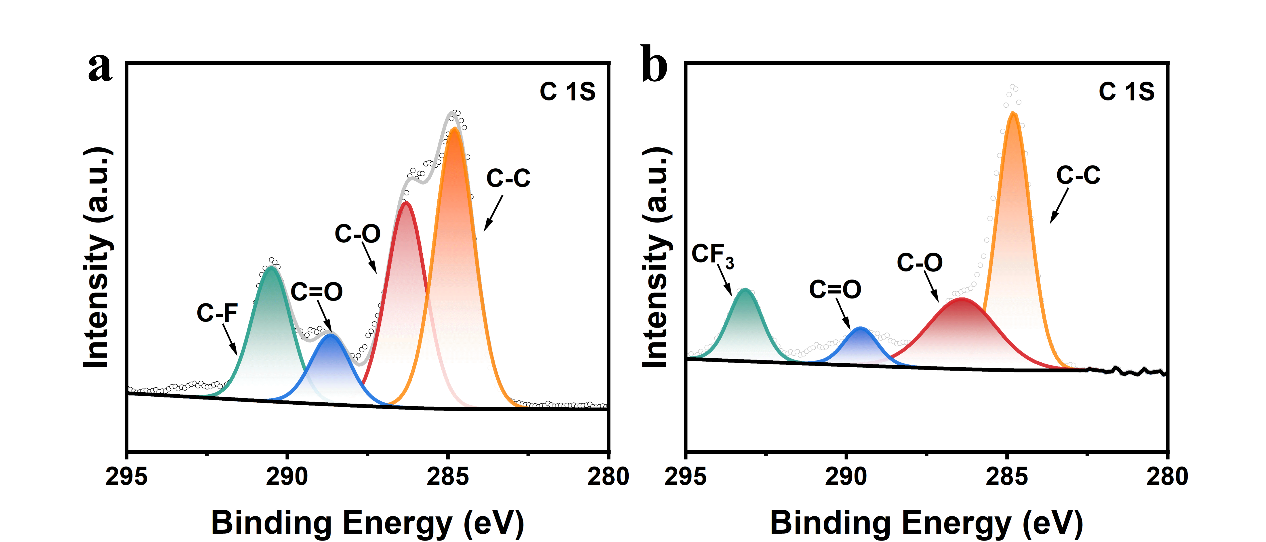 a
C 1S
C-C
C-O
C=O
C-F
Intensity (a.u.)
295 290 285 280
Binding Energy (eV)
b
C 1S
C-C
CF₃
C-O
C=O
Intensity (a.u.)
295 290 285 280
Binding Energy (eV)